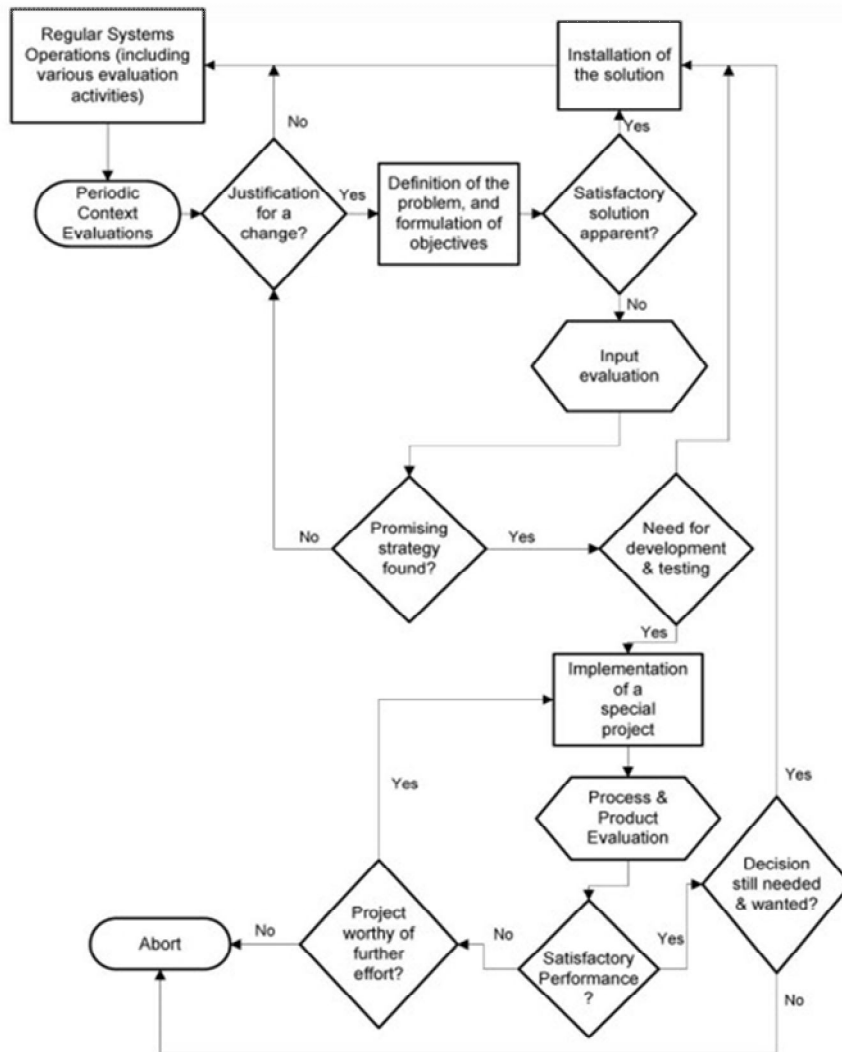 Regular Systems
Operations (including
various evaluation
activities)
Installation of
the solution
No
Yes
Periodic
Context
Evaluations
Justification
for a
change?
Yes
Definition of the
problem, and
formulation of
objectives
Satisfactory
solution
apparent?
No
Input
evaluation
No
Promising
strategy
found?
Yes
Need for
development
& testing
Yes
Implementation
of a
special
project
Yes
Yes
Process &
Product
Evaluation
Decision
still needed
& wanted?
Abort
No
Project
worthy of
further
effort?
No
Satisfactory
Performance
?
Yes
No